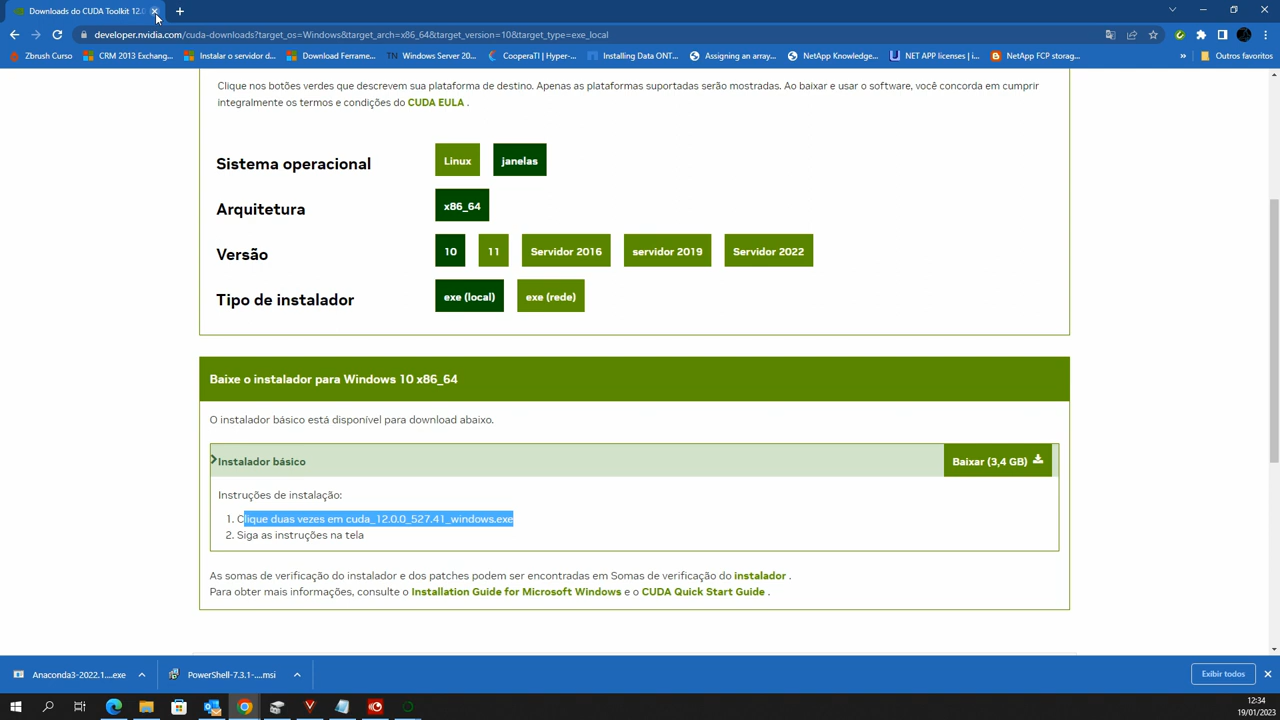 Downloads do CUDA Toolkit 12.0
developer.nvidia.com/cuda-downloads?target_os=Windows&target_arch=x86_64&target_version=10&target_type=exe_local
Zbrush Curso
CRM 2013 Exchang...
Instalar o servidor d...
Download Ferrame...
TN Windows Server 20...
CooperaTI | Hyper-...
Installing Data ONT...
Assigning an array...
NetApp Knowledge...
NET APP licenses | i...
NetApp FCP storag...
»
Outros favoritos
Clique nos botões verdes que descrevem sua plataforma de destino. Apenas as plataformas suportadas serão mostradas. Ao baixar e usar o software, você concorda em cumprir
integralmente os termos e condições do CUDA EULA .
Sistema operacional Linux janelas
Arquitetura x86_64
Versão 10 11 Servidor 2016 servidor 2019 Servidor 2022
Tipo de instalador exe (local) exe (rede)
Baixe o instalador para Windows 10 x86_64
O instalador básico está disponível para download abaixo.
Instalador básico Baixar (3,4 GB)
Instruções de instalação:
1. Clique duas vezes em cuda_12.0.0_527.41_windows.exe
2. Siga as instruções na tela
As somas de verificação do instalador e dos patches podem ser encontradas em Somas de verificação do instalador .
Para obter mais informações, consulte o Installation Guide for Microsoft Windows e o CUDA Quick Start Guide .
Anaconda3-2022.1....exe
PowerShell-7.3.1-....msi
Exibir todos
12:34
19/01/2023